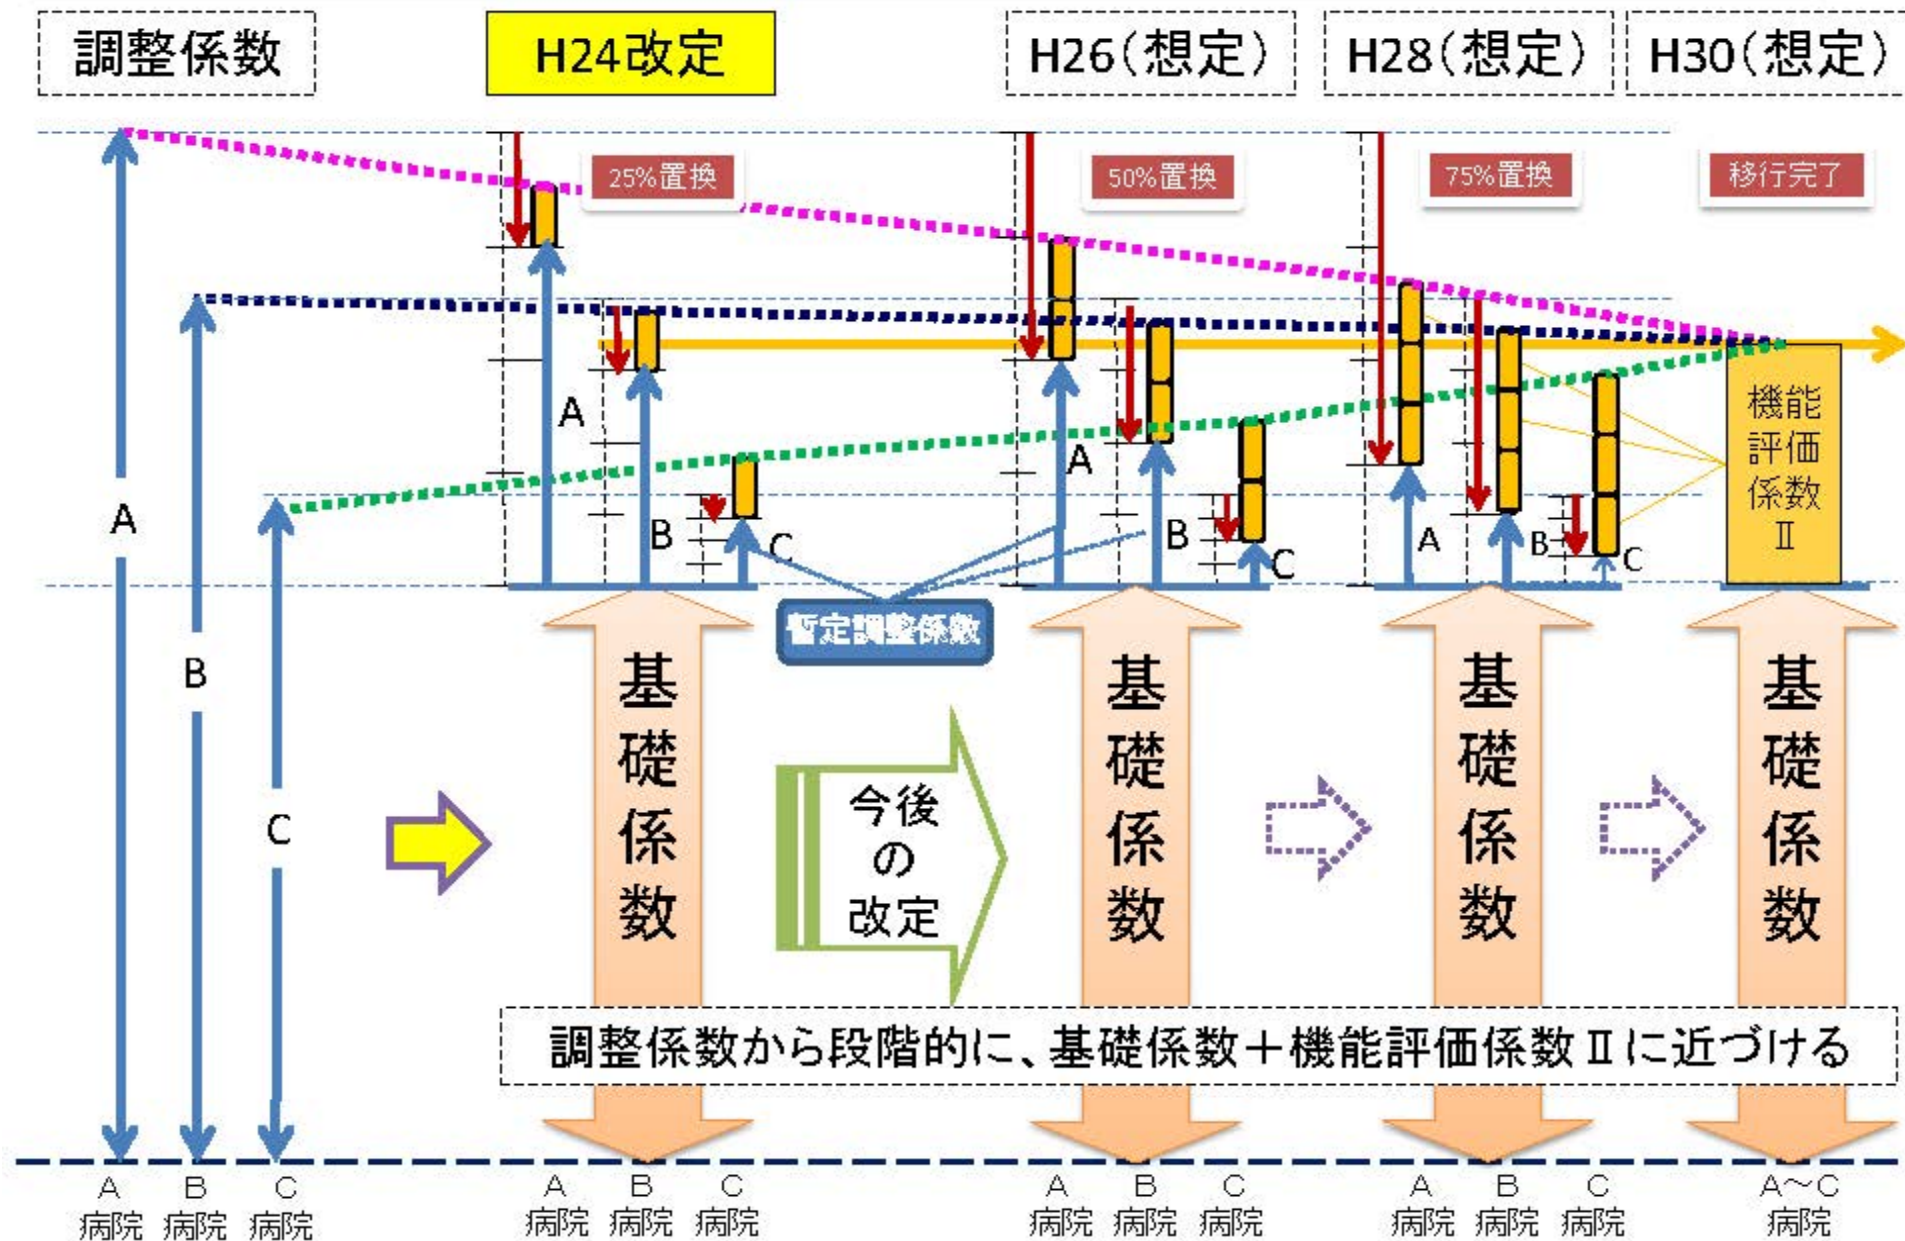 調整係数
H24改定
H26(想定)
H28(想定)
H30(想定)
25%置換
50%置換
75%置換
移行完了
A
B
C
A
B
C
A
B
C
A
B
C
暫定調整係数
機能
評価
係数
Ⅱ
基礎係数
今後
の
改定
基礎係数
基礎係数
基礎係数
調整係数から段階的に、基礎係数+機能評価係数Ⅱに近づける
A
病院
B
病院
C
病院
A
病院
B
病院
C
病院
A
病院
B
病院
C
病院
A
病院
B
病院
C
病院
A~C
病院